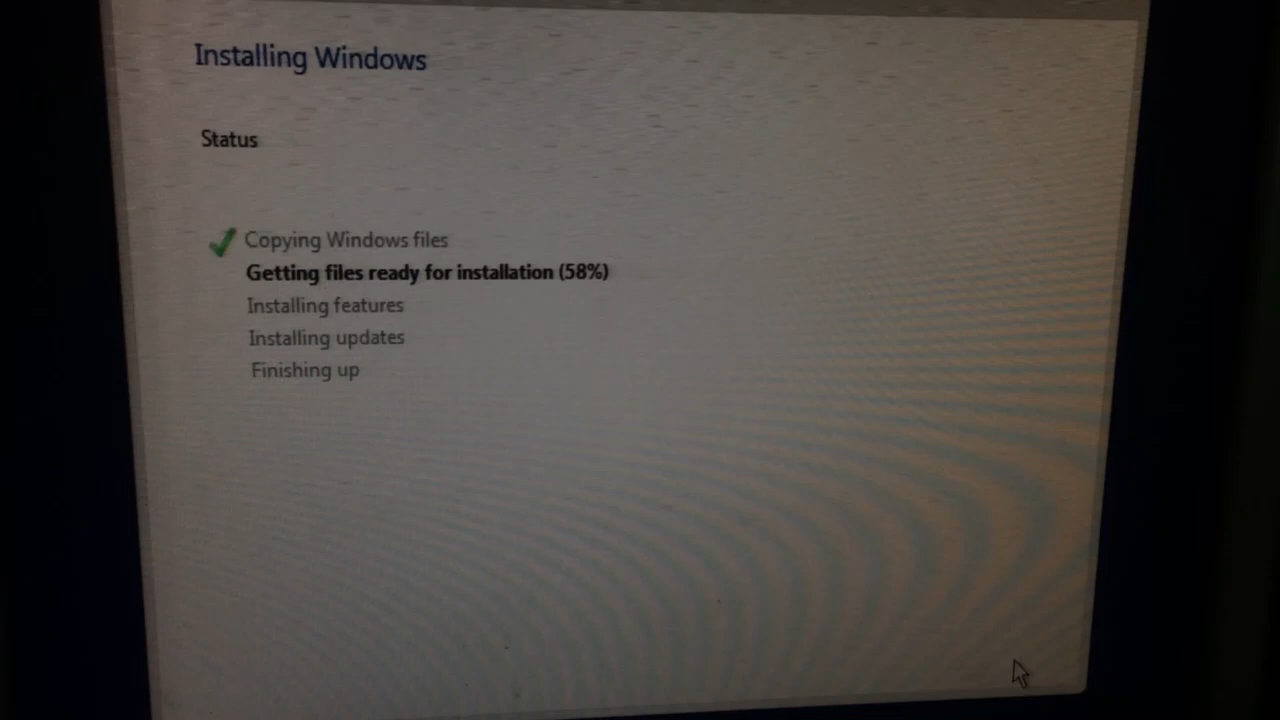 Installing Windows
Status
Copying Windows files
Getting files ready for installation (58%)
Installing features
Installing updates
Finishing up